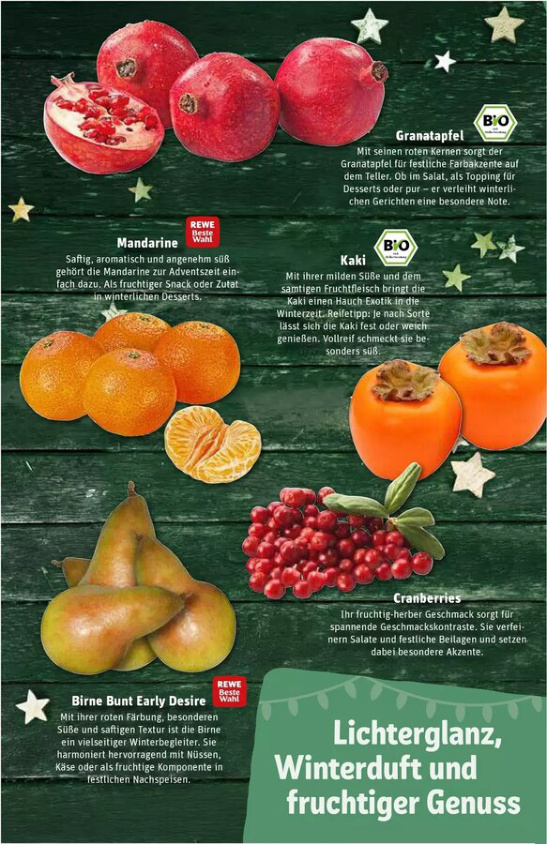 BIO
Granatapfel
Mit seinen roten Kernen sorgt der
Granatapfel für festliche Farbakzente auf
dem Teller. Ob im Salat, als Topping für
Desserts oder pur – er verleiht winterli-
chen Gerichten eine besondere Note.
REWE
Beste
Wahl
Mandarine
Saftig, aromatisch und angenehm süß
gehört die Mandarine zur Adventszeit ein-
fach dazu. Als fruchtiger Snack oder Zutat
in winterlichen Desserts.
BIO
Kaki
Mit ihrer milden Süße und dem
samtigen Fruchtfleisch bringt die
Kaki einen Hauch Exotik in die
Winterzeit. Reifetipp: Je nach Sorte
lässt sich die Kaki fest oder weich
genießen. Vollreif schmeckt sie be-
sonders süß.
Cranberries
Ihr fruchtig-herber Geschmack sorgt für
spannende Geschmackskontraste. Sie verfei-
nern Salate und festliche Beilagen und setzen
dabei besondere Akzente.
REWE
Beste
Wahl
Birne Bunt Early Desire
Mit ihrer roten Färbung, besonderen
Süße und saftigen Textur ist die Birne
ein vielseitiger Winterbegleiter. Sie
harmoniert hervorragend mit Nüssen,
Käse oder als fruchtige Komponente in
festlichen Nachspeisen.
Lichterglanz,
Winterduft und
fruchtiger Genuss